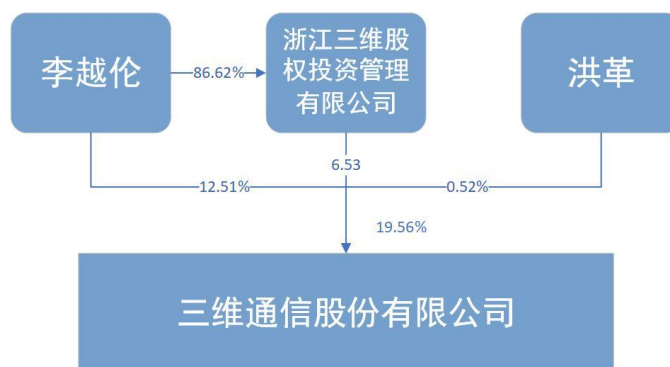 李越伦
86.62%
浙江三维股
权投资管理
有限公司
洪革
6.53
12.51%
0.52%
19.56%
三维通信股份有限公司